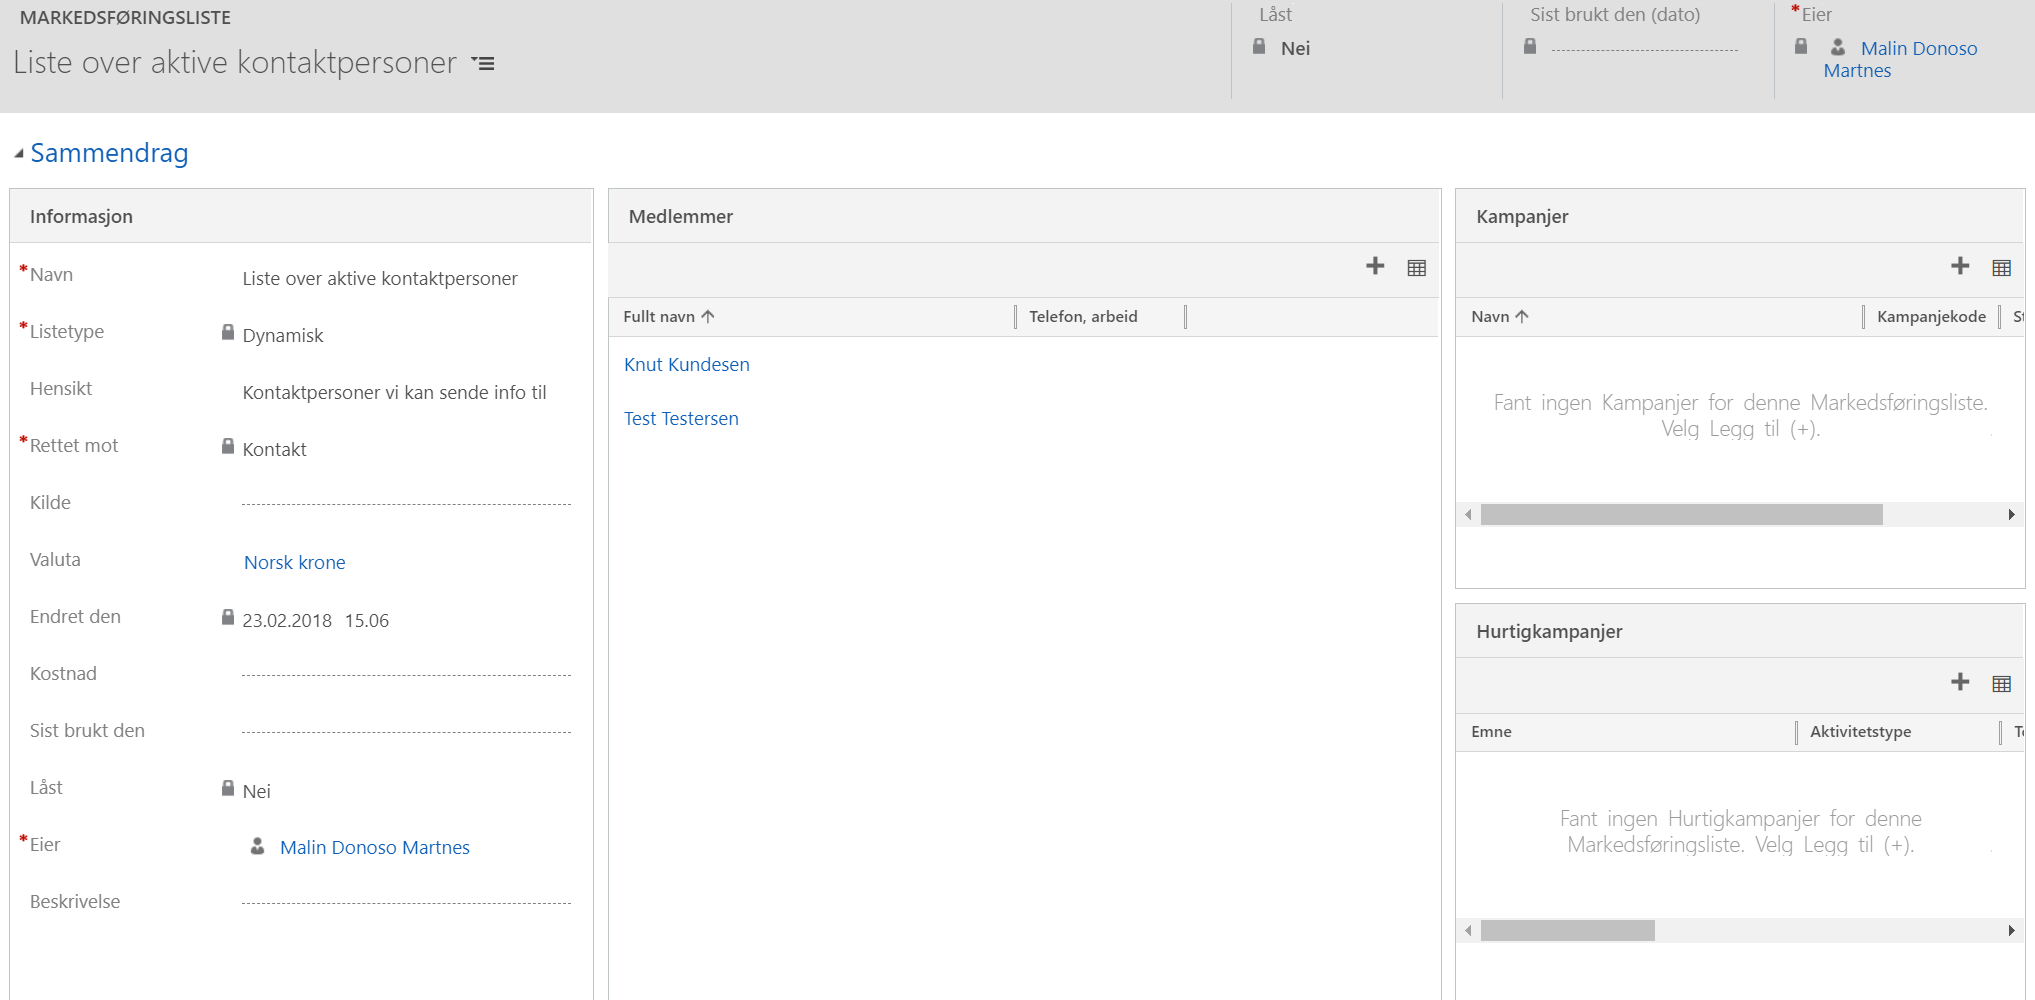 MARKEDSFØRINGSLISTE
Liste over aktive kontaktpersoner
Låst
Nei
Sist brukt den (dato)
*Eier
Malin Donoso
Martnes
Sammendrag
Informasjon
*Navn
Liste over aktive kontaktpersoner
*Listetype
Dynamisk
Hensikt
Kontaktpersoner vi kan sende info til
*Rettet mot
Kontakt
Kilde
Valuta
Norsk krone
Endret den
23.02.2018 15.06
Kostnad
Sist brukt den
Låst
Nei
*Eier
Malin Donoso Martnes
Beskrivelse
Medlemmer
Fullt navn
Telefon, arbeid
Knut Kundesen
Test Testersen
Kampanjer
Navn
Kampanjekode
Fant ingen Kampanjer for denne Markedsføringsliste.
Velg Legg til (+).
Hurtigkampanjer
Emne
Aktivitetstype
Fant ingen Hurtigkampanjer for denne
Markedsføringsliste. Velg Legg til (+).